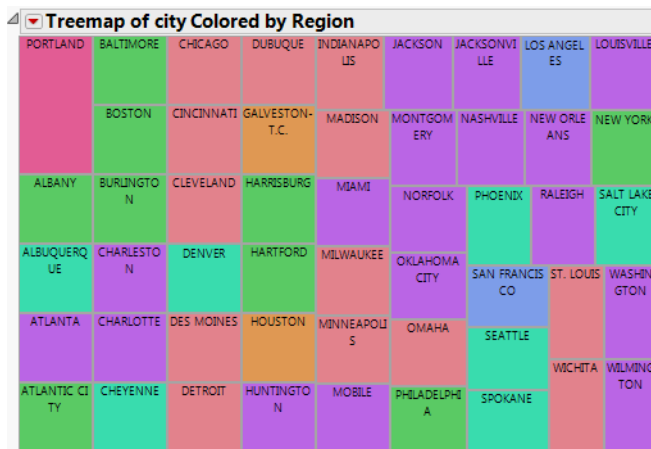 Treemap of city Colored by Region
PORTLAND
BALTIMORE
CHICAGO
DUBUQUE
INDIANAPO
LIS
JACKSON
JACKSONVI
LLE
LOS ANGEL
ES
LOUISVILLE
BOSTON
CINCINNATI
GALVESTON-
T.C.
MADISON
MONTGOM
ERY
NASHVILLE
NEW ORLE
ANS
NEW YORK
ALBANY
BURLINGTO
N
CLEVELAND
HARRISBURG
MIAMI
NORFOLK
PHOENIX
RALEIGH
SALT LAKE
CITY
ALBUQUERQ
UE
CHARLESTO
N
DENVER
HARTFORD
MILWAUKEE
OKLAHOMA
CITY
SAN FRANCIS
CO
ST. LOUIS
WASHIN
GTON
ATLANTA
CHARLOTTE
DES MOINES
HOUSTON
MINNEAPOLI
S
OMAHA
SEATTLE
ATLANTIC CI
TY
CHEYENNE
DETROIT
HUNTINGTO
N
MOBILE
PHILADELPHI
A
SPOKANE
WICHITA
WILMING
TON